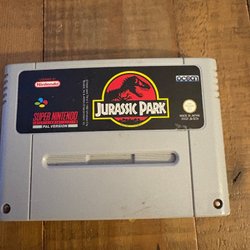 Nintendo
ocean
JURASSIC PARK
SUPER NINTENDO
PAL VERSION
MADE IN JAPAN